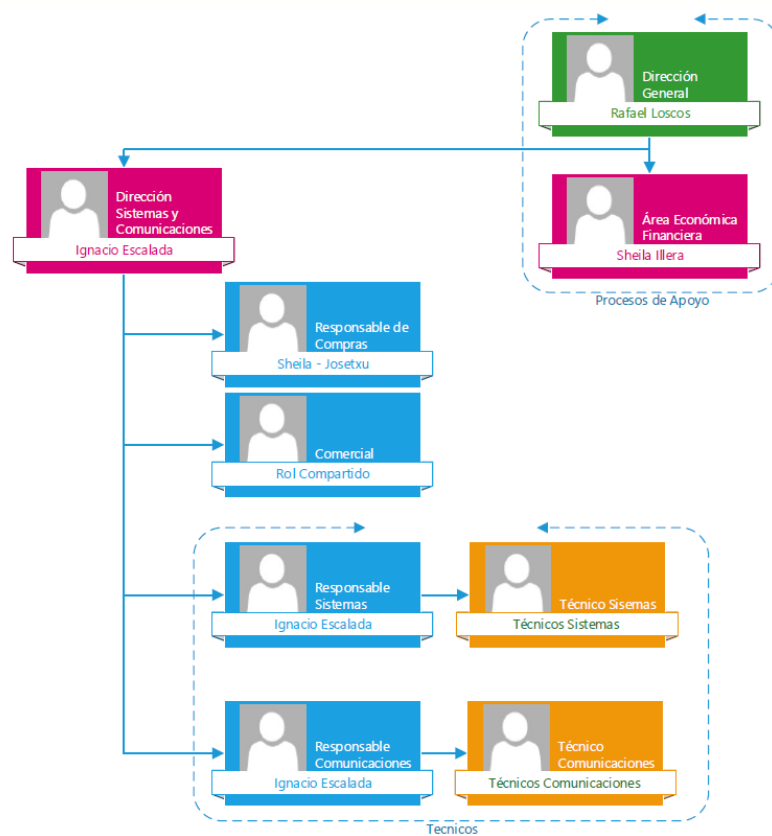 Dirección
General
Rafael Loscos
Dirección
Sistemas y
Comunicaciones
Ignacio Escalada
Área Económica
Financiera
Sheila Illera
Procesos de Apoyo
Responsable de
Compras
Sheila - Josetxu
Comercial
Rol Compartido
Responsable
Sistemas
Ignacio Escalada
Técnico Sisemas
Técnicos Sistemas
Responsable
Comunicaciones
Ignacio Escalada
Técnico
Comunicaciones
Técnicos Comunicaciones
Tecnicos